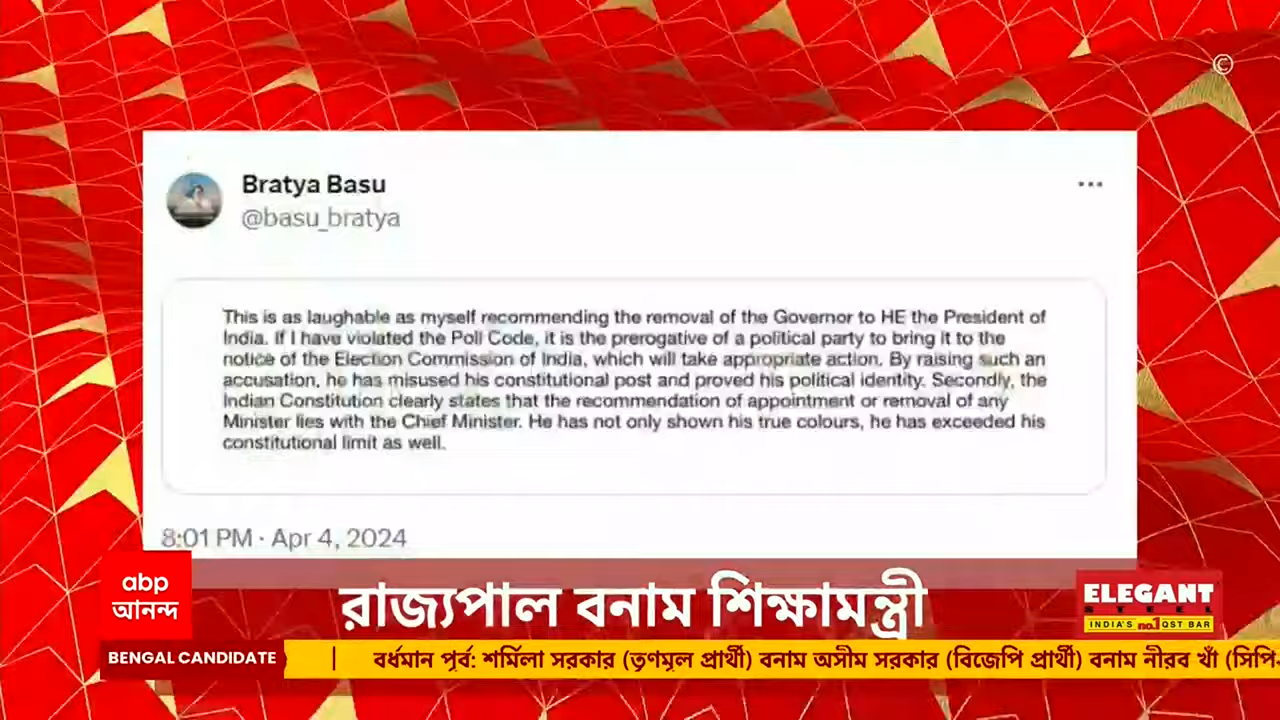 ©
Bratya Basu
@basu_bratya
This is as laughable as myself recommending the removal of the Governor to HE the President of
India. If I have violated the Poll Code, it is the prerogative of a political party to bring it to the
notice of the Election Commission of India, which will take appropriate action. By raising such an
accusation, he has misused his constitutional post and proved his political identity. Secondly, the
Indian Constitution clearly states that the recommendation of appointment or removal of any
Minister lies with the Chief Minister. He has not only shown his true colours, he has exceeded his
constitutional limit as well.
8:01 PM · Apr 4, 2024
abp
আনন্দ
রাজ্যপাল বনাম শিক্ষামন্ত্রী
ELEGANT
STEEL
INDIA'S no.1 QST BAR
BENGAL CANDIDATE
| বর্ধমান পূর্ব: শর্মিলা সরকার (তৃণমূল প্রার্থী) বনাম অসীম সরকার (বিজেপি প্রার্থী) বনাম নীরব খাঁ (সিপি